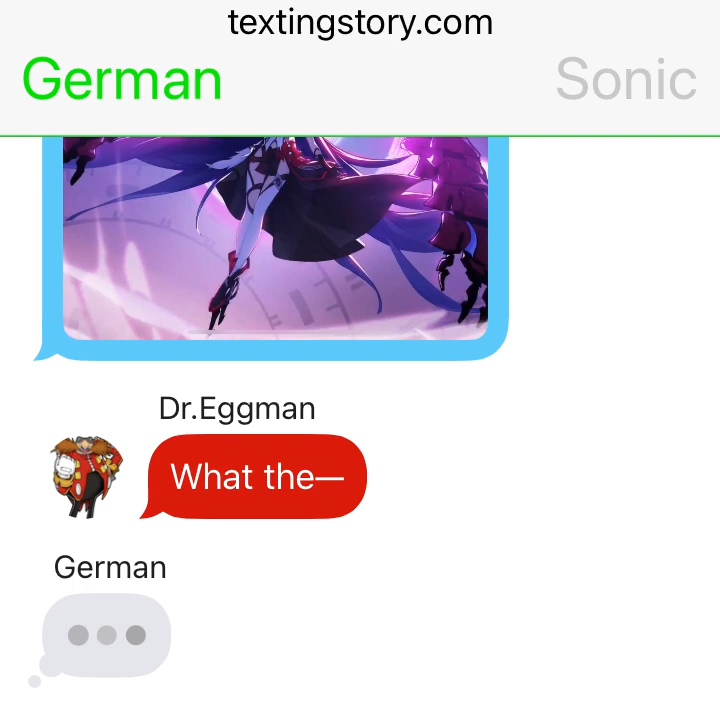 textingstory.com
German
Sonic
Dr.Eggman
What the—
German